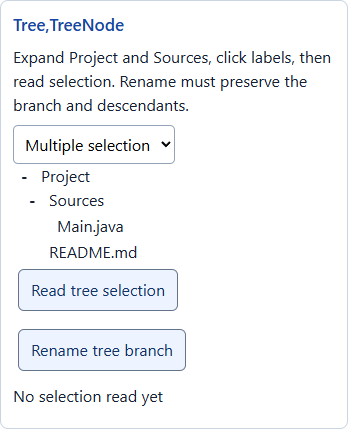 Tree,TreeNode
Expand Project and Sources, click labels, then
read selection. Rename must preserve the
branch and descendants.
Multiple selection
- Project
- Sources
Main.java
README.md
Read tree selection
Rename tree branch
No selection read yet